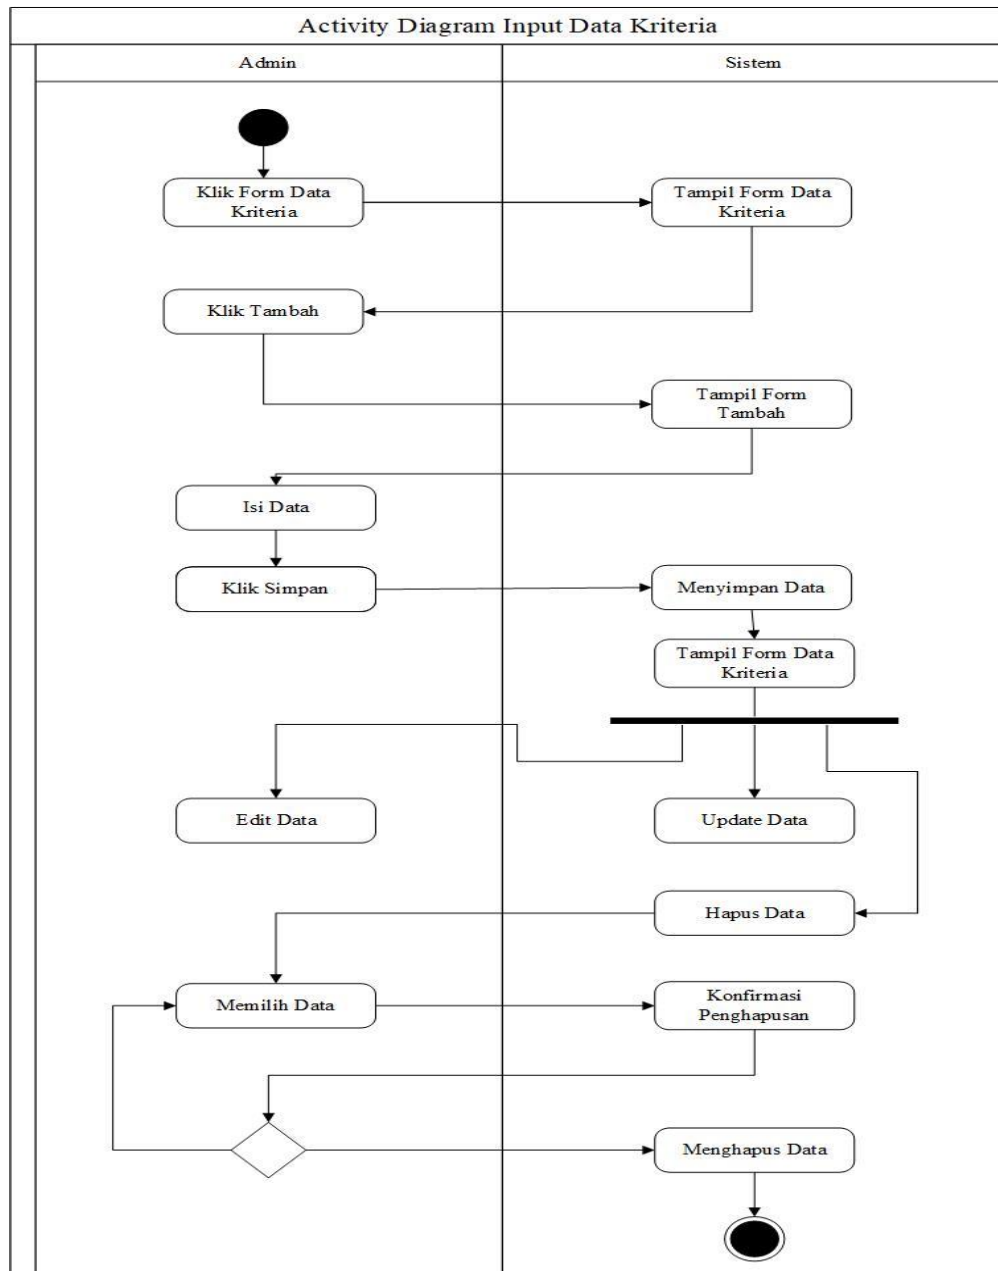 Activity Diagram Input Data Kriteria
Admin
Sistem
Klik Form Data
Kriteria
Tampil Form Data
Kriteria
Klik Tambah
Tampil Form
Tambah
Isi Data
Klik Simpan
Menyimpan Data
Tampil Form Data
Kriteria
Edit Data
Update Data
Hapus Data
Memilih Data
Konfirmasi
Penghapusan
Menghapus Data